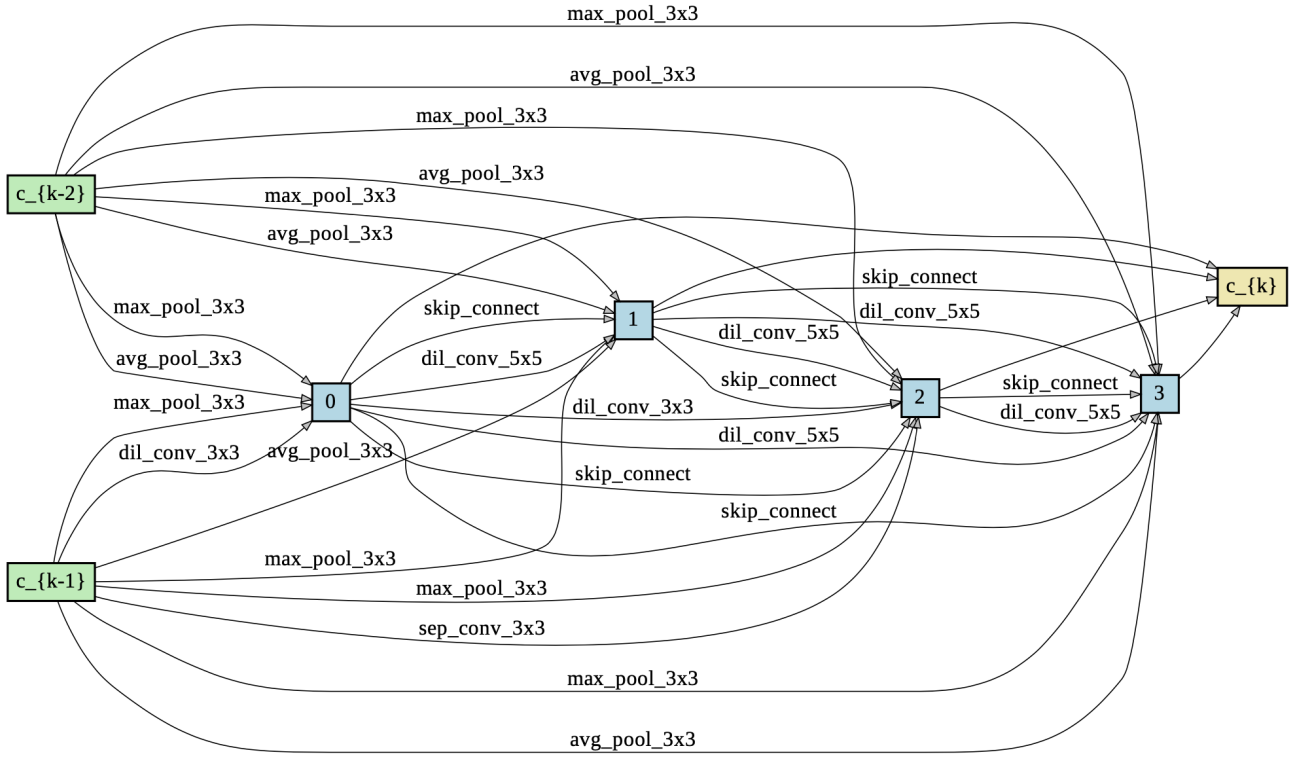 max_pool_3x3
avg_pool_3x3
max_pool_3x3
avg_pool_3x3
c_{k-2}
max_pool_3x3
avg_pool_3x3
skip_connect
c_{k}
max_pool_3x3
skip_connect
dil_conv_5x5
1
dil_conv_5x5
avg_pool_3x3
dil_conv_5x5
skip_connect
skip_connect
3
2
max_pool_3x3
0
dil_conv_3x3
dil_conv_5x5
dil_conv_5x5
dil_conv_3x3
avg_pool_3x3
skip_connect
skip_connect
max_pool_3x3
c_{k-1}
max_pool_3x3
sep_conv_3x3
max_pool_3x3
avg_pool_3x3